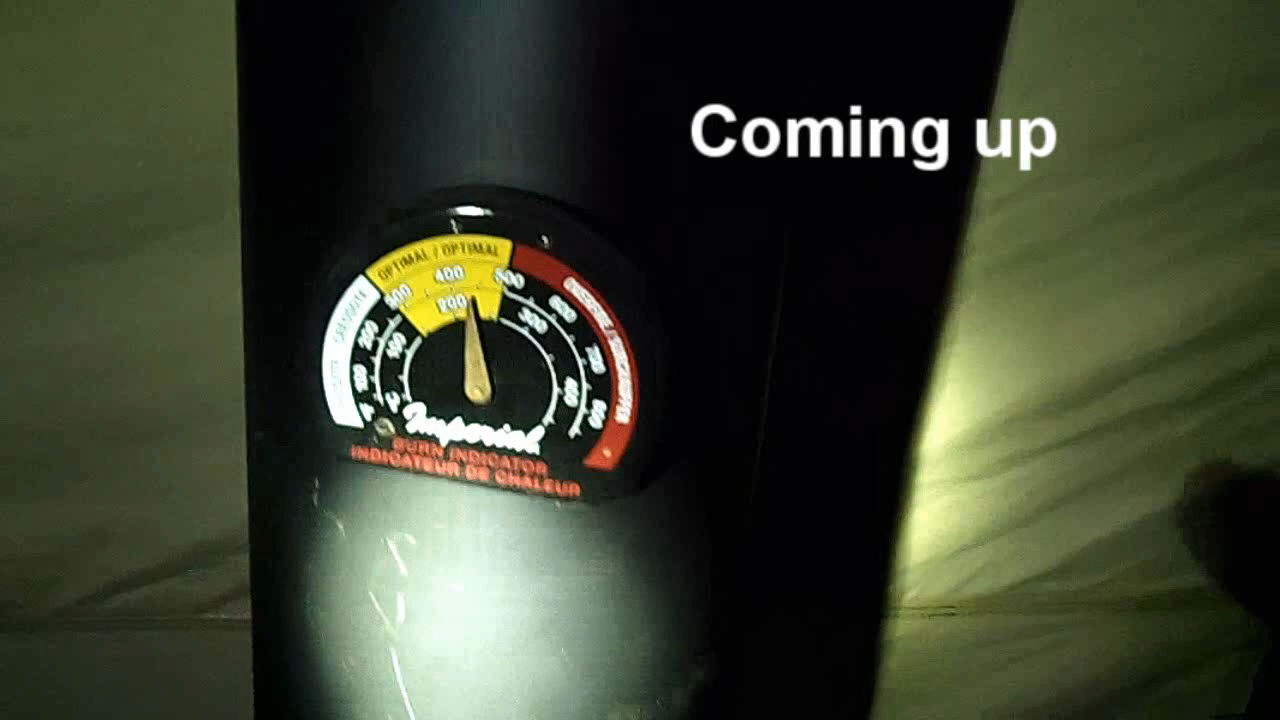 Coming up
OPTIMAL / OPTIMAL
300 400 500 600 700 800
100 200
100 200 300 400
°F °C
Imperial
BURN INDICATOR
INDICATEUR DE CHALEUR